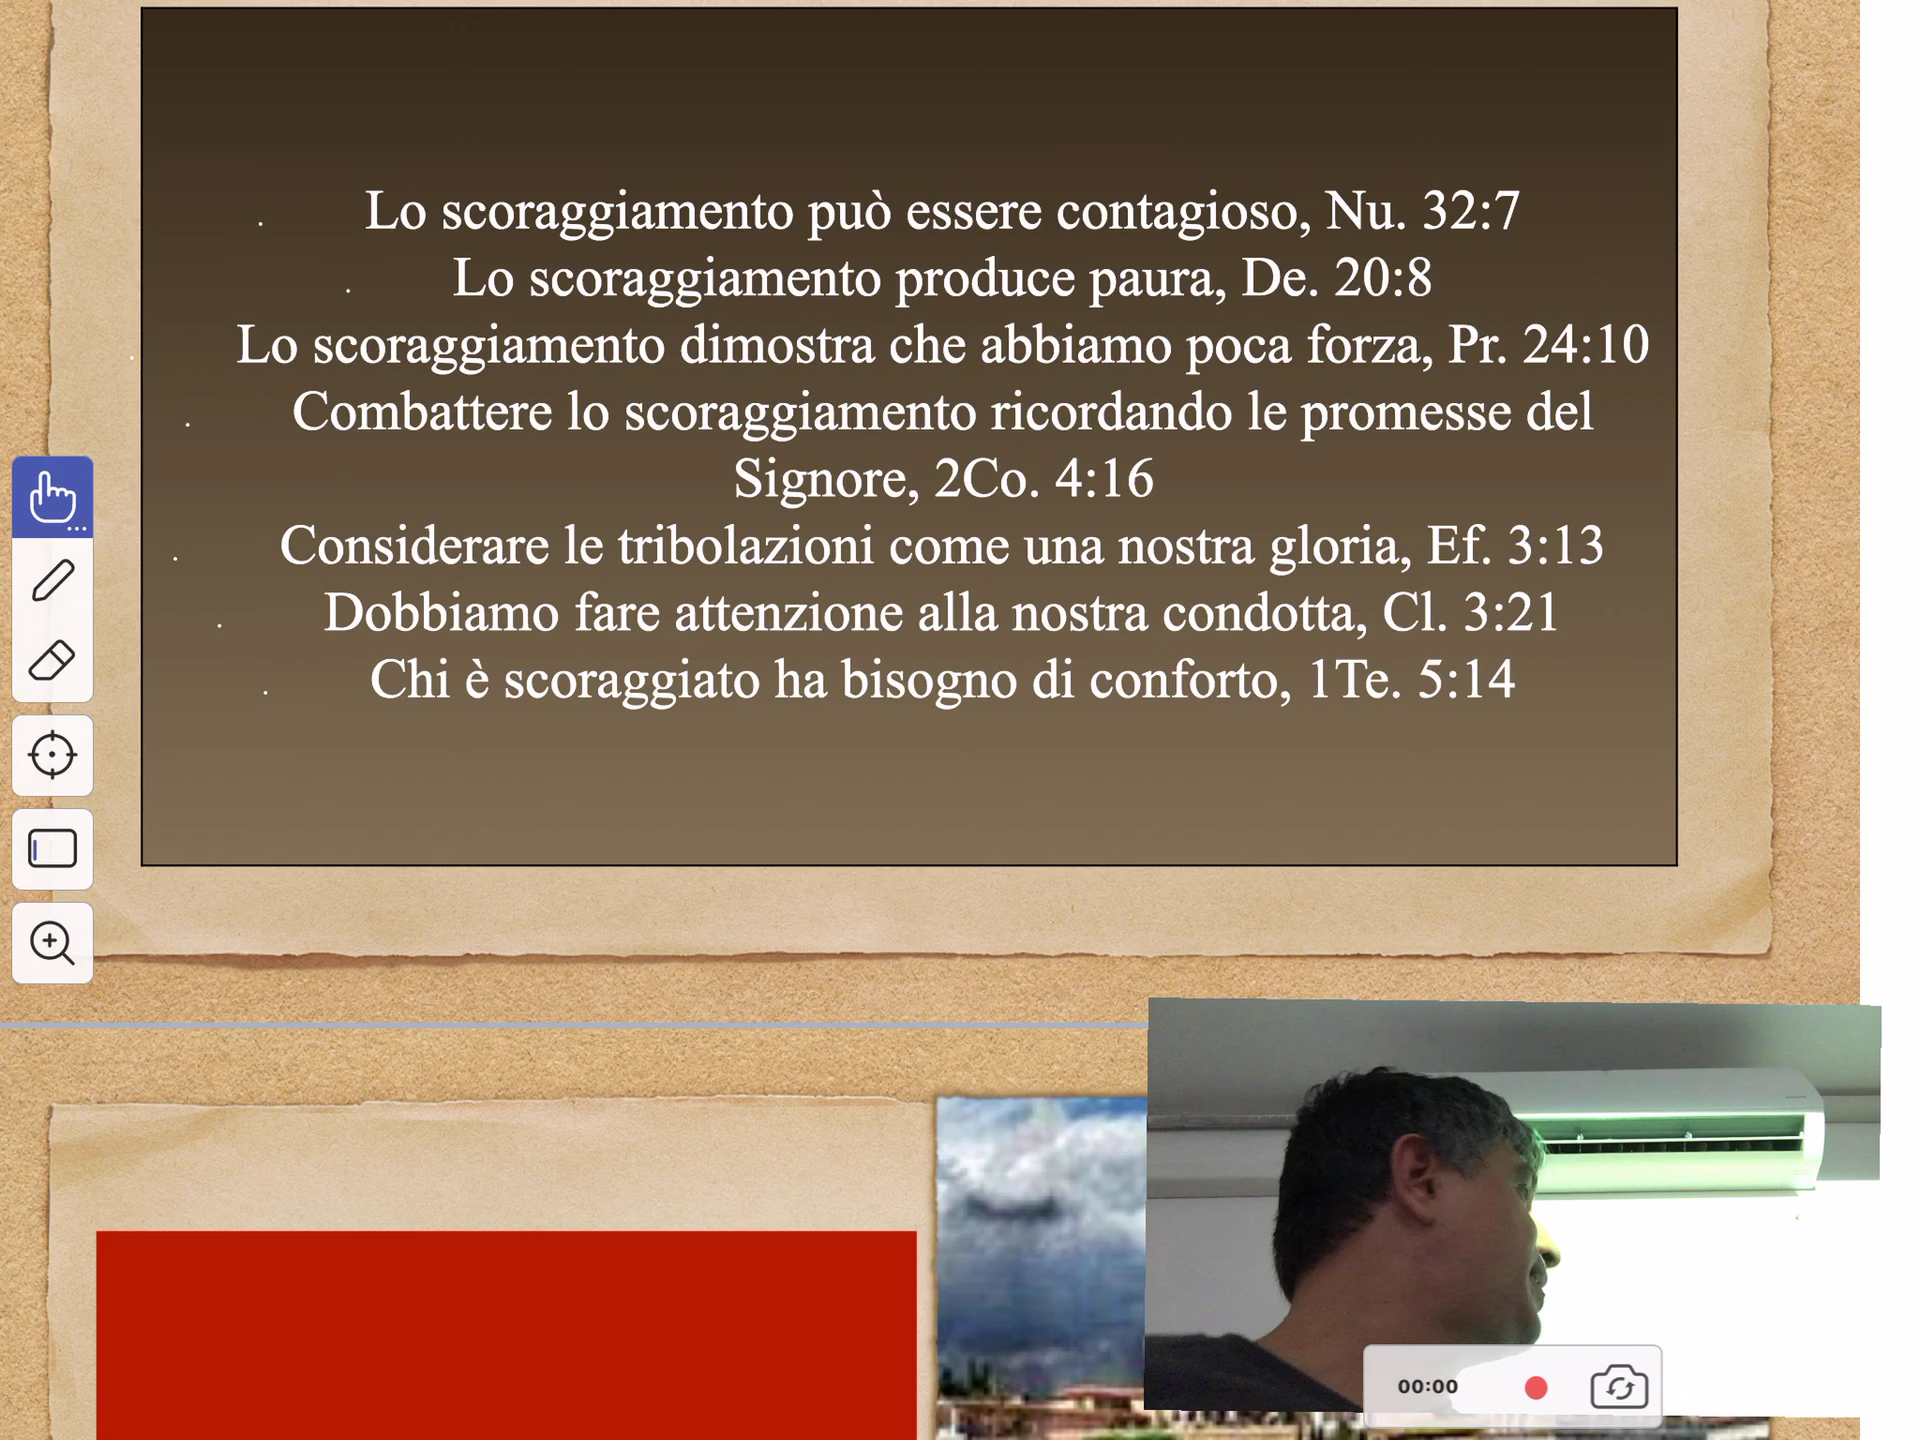 Lo scoraggiamento può essere contagioso, Nu. 32:7
Lo scoraggiamento produce paura, De. 20:8
Lo scoraggiamento dimostra che abbiamo poca forza, Pr. 24:10
Combattere lo scoraggiamento ricordando le promesse del
Signore, 2Co. 4:16
Considerare le tribolazioni come una nostra gloria, Ef. 3:13
Dobbiamo fare attenzione alla nostra condotta, Cl. 3:21
Chi è scoraggiato ha bisogno di conforto, 1Te. 5:14
00:00